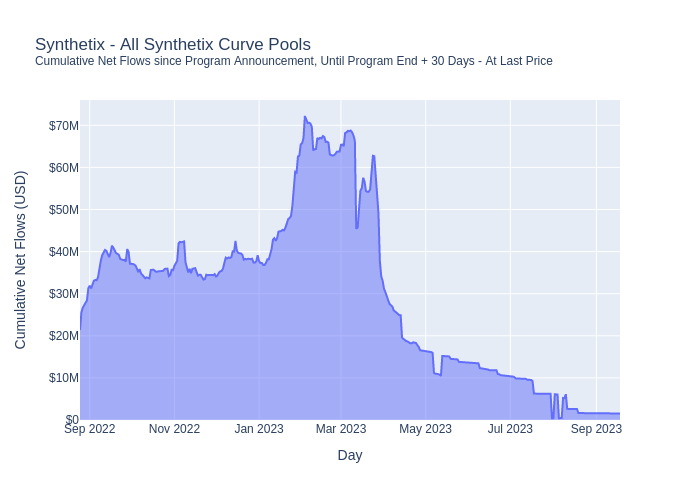 Synthetix - All Synthetix Curve Pools
Cumulative Net Flows since Program Announcement, Until Program End + 30 Days - At Last Price
Cumulative Net Flows (USD)
$70M
$60M
$50M
$40M
$30M
$20M
$10M
$0
Sep 2022 Nov 2022 Jan 2023 Mar 2023 May 2023 Jul 2023 Sep 2023
Day